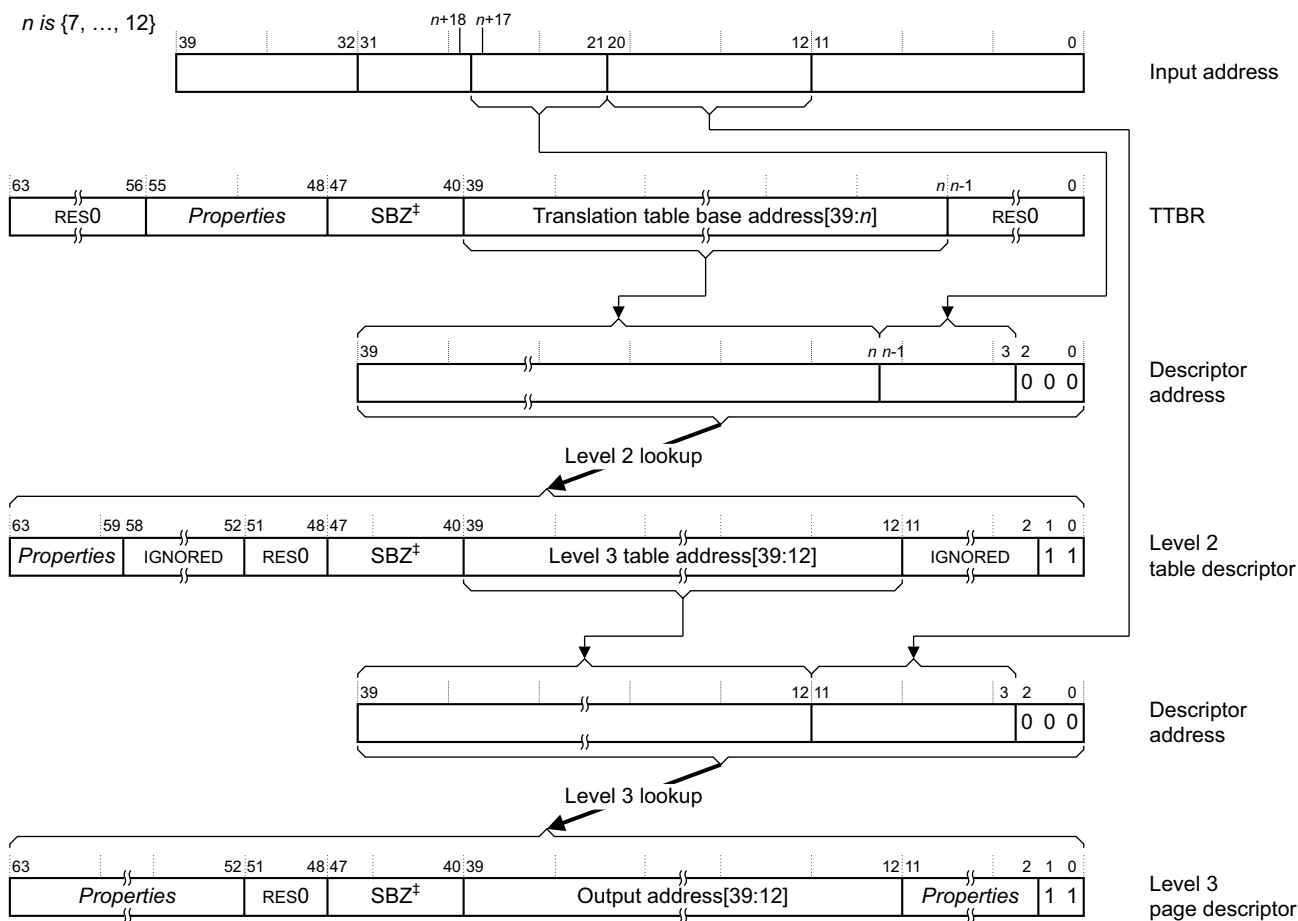 n is {7, …, 12}
n+18 n+17
39 32 31 21 20 12 11 0
Input address
63 56 55 48 47 40 39 n n-1 0
RES0 Properties SBZ‡ Translation table base address[39:n] RES0
TTBR
39 n n-1 3 2 0
0 0 0
Descriptor
address
Level 2 lookup
63 59 58 52 51 48 47 40 39 12 11 2 1 0
Properties IGNORED RES0 SBZ‡ Level 3 table address[39:12] IGNORED 1 1
Level 2
table descriptor
39 12 11 3 2 0
0 0 0
Descriptor
address
Level 3 lookup
63 52 51 48 47 40 39 12 11 2 1 0
Properties RES0 SBZ‡ Output address[39:12] Properties 1 1
Level 3
page descriptor